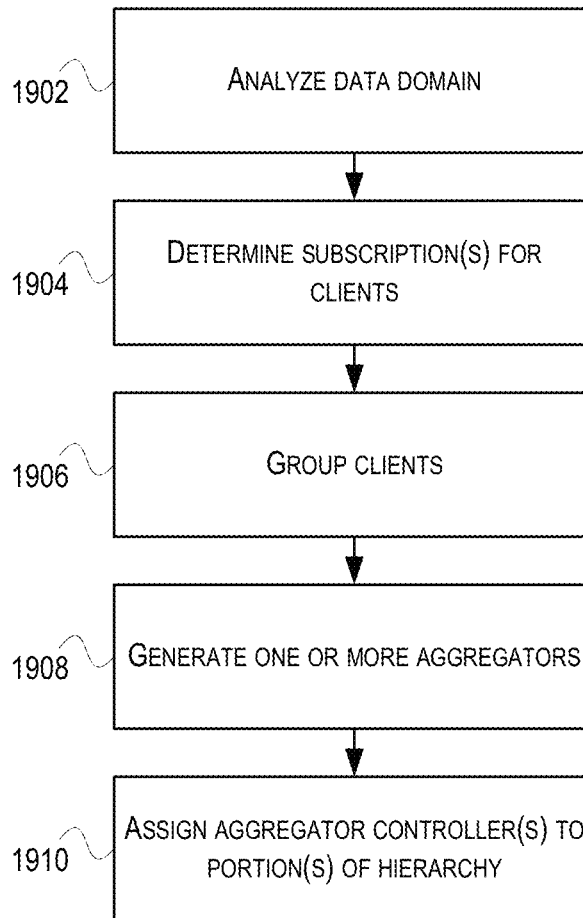 1902
ANALYZE DATA DOMAIN
1904
DETERMINE SUBSCRIPTION(S) FOR
CLIENTS
1906
GROUP CLIENTS
1908
GENERATE ONE OR MORE AGGREGATORS
1910
ASSIGN AGGREGATOR CONTROLLER(S) TO
PORTION(S) OF HIERARCHY